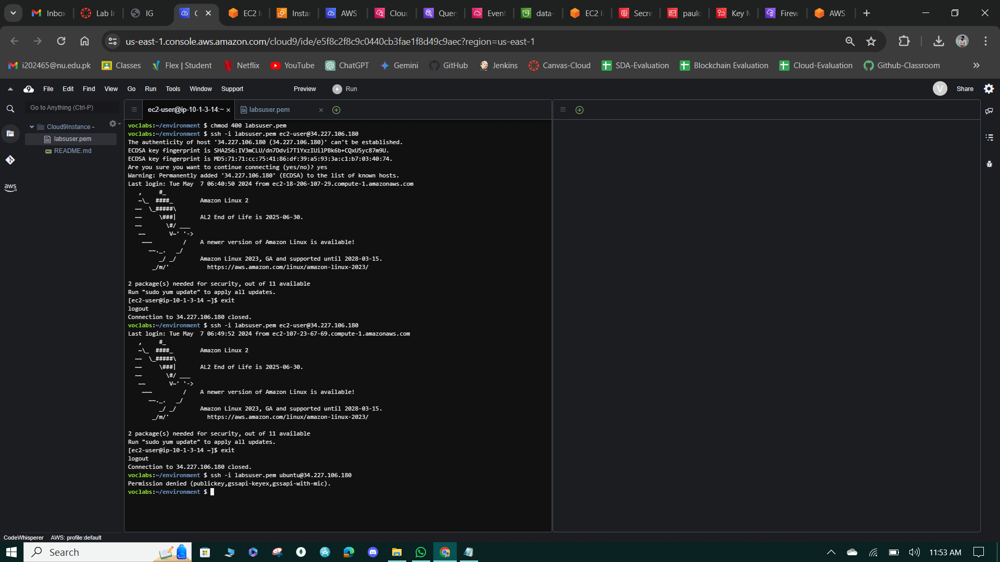 Inbox
Lab In
IG
C
EC2 I
Instan
AWS
Cloud
Query
Event
data-
EC2 I
Secre
paulo
Key M
Firew
AWS
us-east-1.console.aws.amazon.com/cloud9/ide/e5f8c2f8c9c0440cb3fae1f8d49c9aec?region=us-east-1
i202465@nu.edu.pk
Classes
Flex | Student
Netflix
YouTube
ChatGPT
Gemini
GitHub
Jenkins
Canvas-Cloud
SDA-Evaluation
Blockchain Evaluation
Cloud-Evaluation
Github-Classroom
9 File Edit Find View Go Run Tools Window Support Preview Run V Share
Go to Anything (Ctrl-P)
Cloud9Instance -
labsuser.pem
README.md
aws
ec2-user@ip-10-1-3-14:~
labsuser.pem
voclabs:~/environment $ chmod 400 labsuser.pem
voclabs:~/environment $ ssh -i labsuser.pem ec2-user@34.227.106.180
The authenticity of host '34.227.106.180 (34.227.106.180)' can't be established.
ECDSA key fingerprint is SHA256:IV3mCLU/dn7Ddvi7T1YxzIUilPBk6b+CQxU5yc87m9U.
ECDSA key fingerprint is MD5:71:71:cc:75:41:86:df:39:a5:93:3a:c1:b7:03:40:74.
Are you sure you want to continue connecting (yes/no)? yes
Warning: Permanently added '34.227.106.180' (ECDSA) to the list of known hosts.
Last login: Tue May  7 06:40:50 2024 from ec2-18-206-107-29.compute-1.amazonaws.com
   ,     #_
   ~\_  ####_        Amazon Linux 2
  ~~  \_#####\
  ~~     \###|       AL2 End of Life is 2025-06-30.
  ~~       \#/ ___
   ~~       V~' '->
    ~~~         /    A newer version of Amazon Linux is available!
      ~~._.   _/
         _/ _/       Amazon Linux 2023, GA and supported until 2028-03-15.
       _/m/'           https://aws.amazon.com/linux/amazon-linux-2023/
2 package(s) needed for security, out of 11 available
Run "sudo yum update" to apply all updates.
[ec2-user@ip-10-1-3-14 ~]$ exit
logout
Connection to 34.227.106.180 closed.
voclabs:~/environment $ ssh -i labsuser.pem ec2-user@34.227.106.180
Last login: Tue May  7 06:49:52 2024 from ec2-107-23-67-69.compute-1.amazonaws.com
   ,     #_
   ~\_  ####_        Amazon Linux 2
  ~~  \_#####\
  ~~     \###|       AL2 End of Life is 2025-06-30.
  ~~       \#/ ___
   ~~       V~' '->
    ~~~         /    A newer version of Amazon Linux is available!
      ~~._.   _/
         _/ _/       Amazon Linux 2023, GA and supported until 2028-03-15.
       _/m/'           https://aws.amazon.com/linux/amazon-linux-2023/
2 package(s) needed for security, out of 11 available
Run "sudo yum update" to apply all updates.
[ec2-user@ip-10-1-3-14 ~]$ exit
logout
Connection to 34.227.106.180 closed.
voclabs:~/environment $ ssh -i labsuser.pem ubuntu@34.227.106.180
Permission denied (publickey,gssapi-keyex,gssapi-with-mic).
voclabs:~/environment $
CodeWhisperer AWS: profile:default
Search
11:53 AM